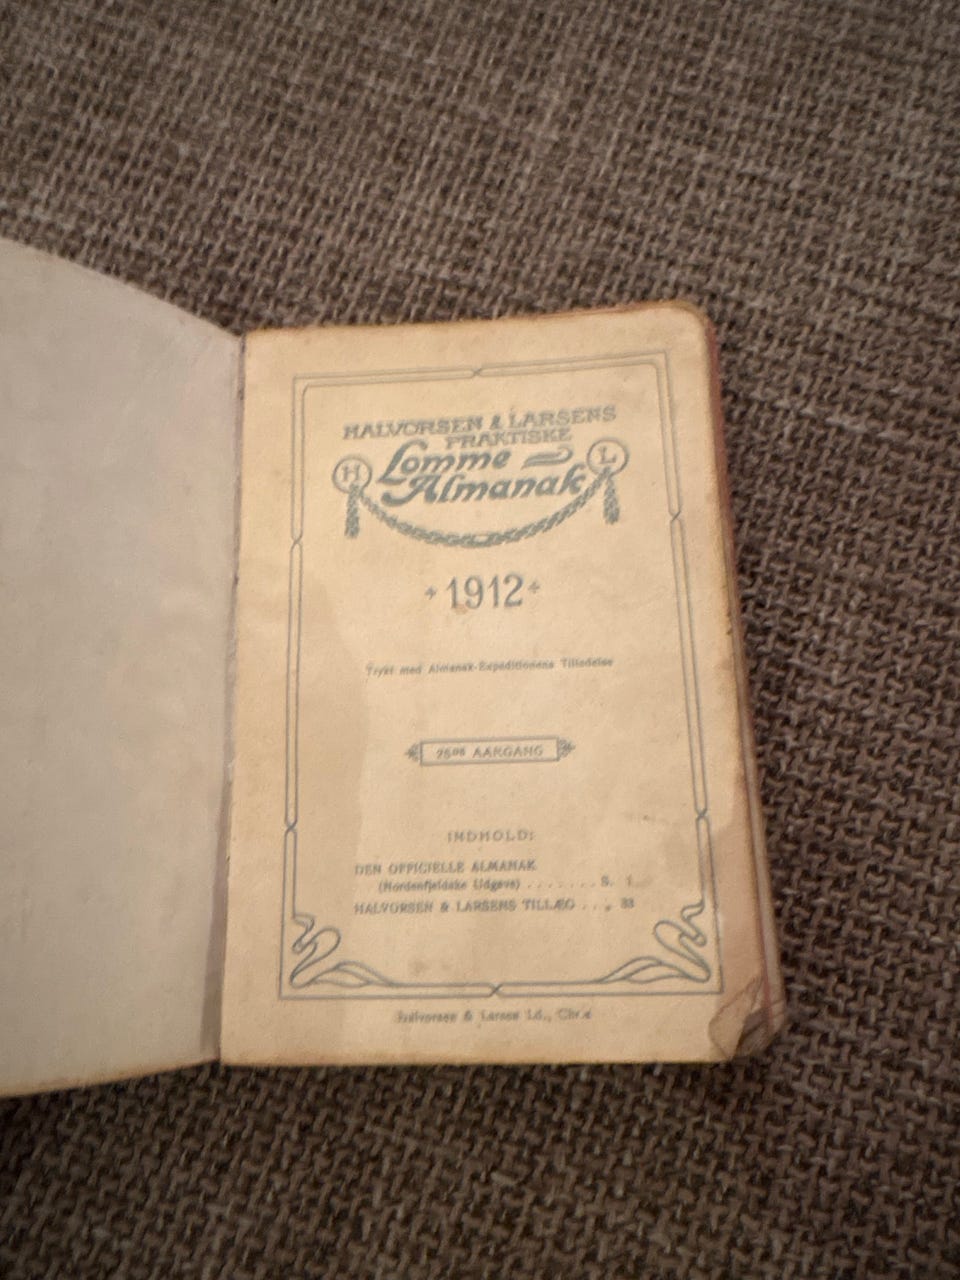 HALVORSEN & LARSENS
PRAKTISKE
H Lomme L
Almanak
1912
Trykt med Almanak-Expeditionens Tilladelse
AARGANG
INDHOLD:
DEN OFFICIELLE ALMANAK
(Nordenfjeldske Udgave) ....... S. 1
HALVORSEN & LARSENS TILLÆG ... „ 33
Halvorsen & Larsen Ld., Chr.a